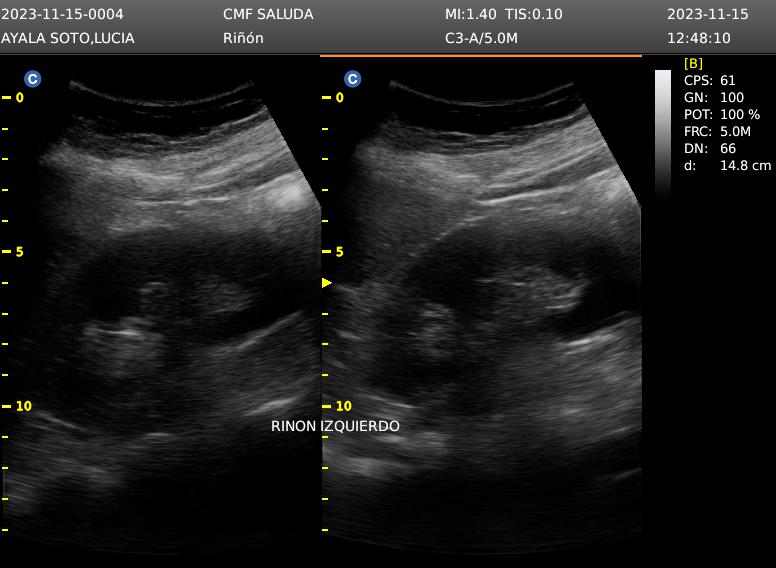 2023-11-15-0004 CMF SALUDA MI:1.40 TIS:0.10 2023-11-15
AYALA SOTO,LUCIA Riñón C3-A/5.0M 12:48:10
C C [B]
0 0 CPS: 61
GN: 100
POT: 100 %
FRC: 5.0M
DN: 66
d: 14.8 cm
5 5
10 10
RINON IZQUIERDO